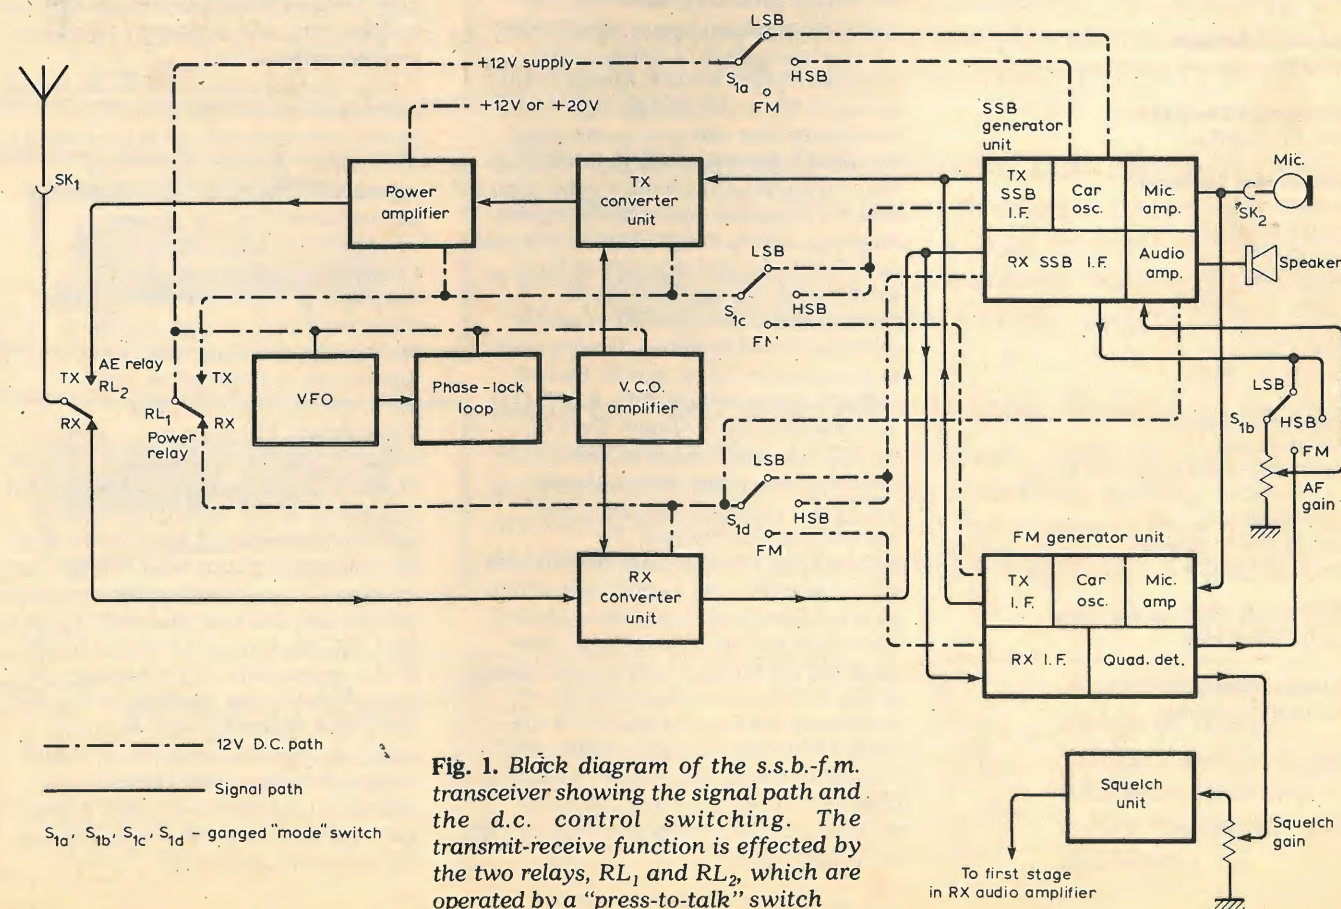 LSB
+12V supply
S1a
HSB
FM
+12V or +20V
SSB
generator
unit
SK1
Power
amplifier
TX
converter
unit
TX
SSB
I.F.
Car
osc.
Mic.
amp.
Mic.
SK2
RX SSB I.F.
Audio
amp.
Speaker
LSB
S1c
HSB
FM
TX
AE relay
RL2
RX
TX
RL1
RX
Power
relay
VFO
Phase-lock
loop
V.C.O.
amplifier
LSB
S1b
HSB
FM
AF
gain
LSB
S1d
HSB
FM
RX
converter
unit
FM generator unit
TX
I.F.
Car
osc.
Mic.
amp
RX I.F.
Quad. det.
12V D.C. path
Signal path
S1a, S1b, S1c, S1d - ganged "mode" switch
Squelch
unit
Squelch
gain
To first stage
in RX audio amplifier
Fig. 1. Block diagram of the s.s.b.-f.m.
transceiver showing the signal path and
the d.c. control switching. The
transmit-receive function is effected by
the two relays, RL1 and RL2, which are
operated by a "press-to-talk" switch